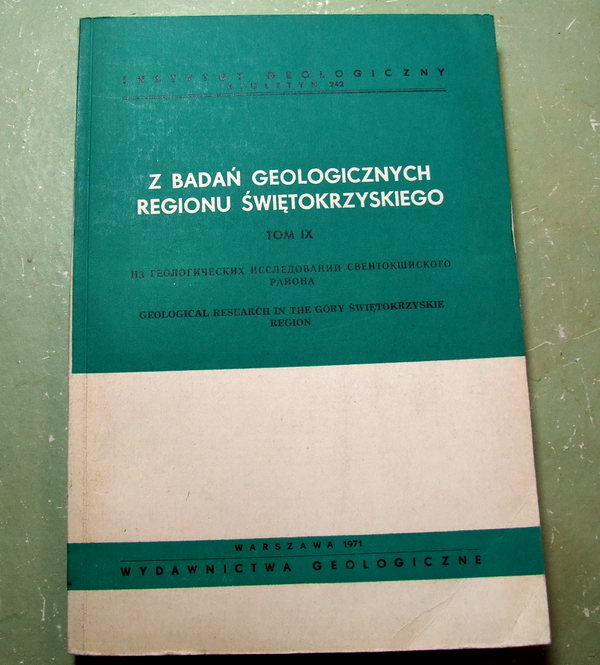 INSTYTUT GEOLOGICZNY
BIULETYN 242
Z BADAŃ GEOLOGICZNYCH
REGIONU ŚWIĘTOKRZYSKIEGO
TOM IX
ИЗ ГЕОЛОГИЧЕСКИХ ИССЛЕДОВАНИЙ СВЕНТОКШИСКОГО
РАЙОНА
GEOLOGICAL RESEARCH IN THE GÓRY ŚWIĘTOKRZYSKIE
REGION
WARSZAWA 1971
WYDAWNICTWA GEOLOGICZNE